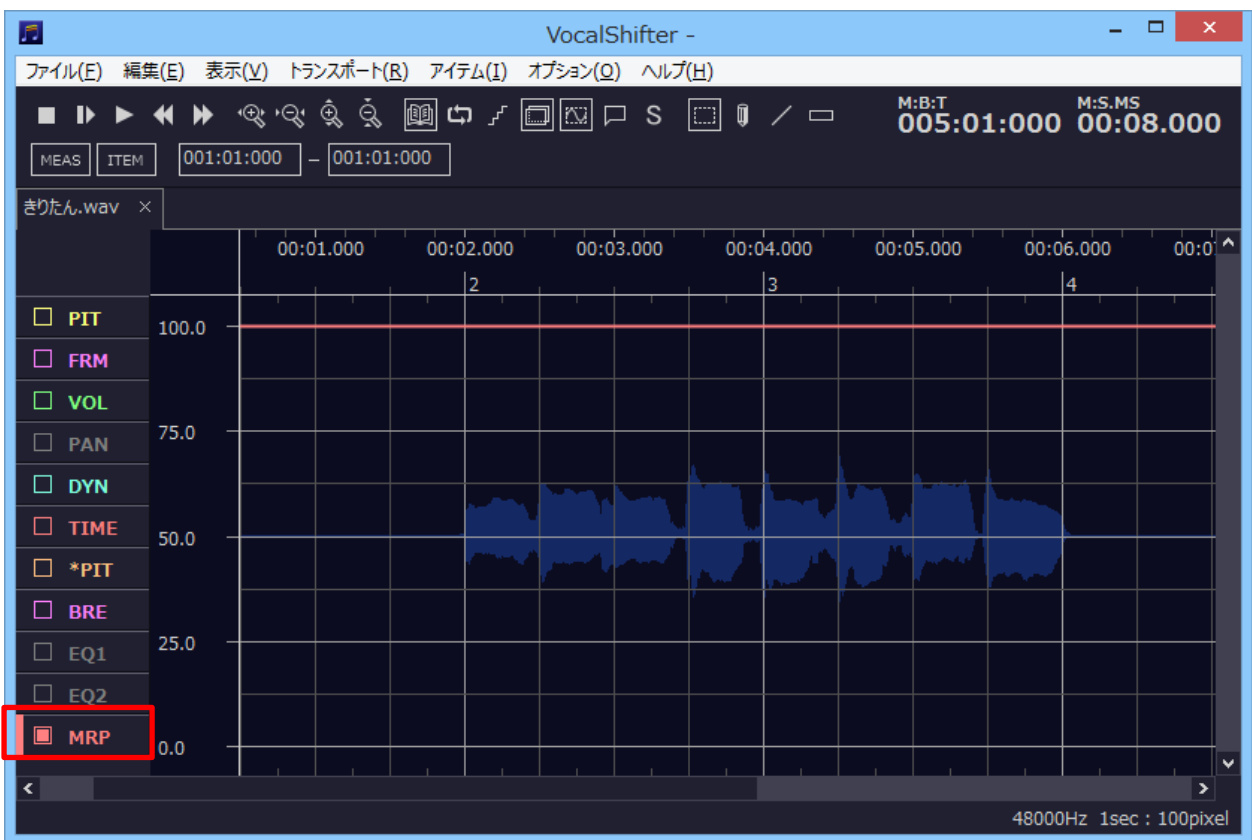 VocalShifter -
ファイル(F) 編集(E) 表示(V) トランスポート(R) アイテム(I) オプション(O) ヘルプ(H)
S
M:B:T M:S.MS
005:01:000 00:08.000
MEAS ITEM 001:01:000 – 001:01:000
きりたん.wav ×
00:01.000 00:02.000 00:03.000 00:04.000 00:05.000 00:06.000
2 3 4
PIT
100.0
FRM
VOL
75.0
PAN
DYN
TIME
50.0
*PIT
BRE
25.0
EQ1
EQ2
MRP
0.0
48000Hz 1sec : 100pixel